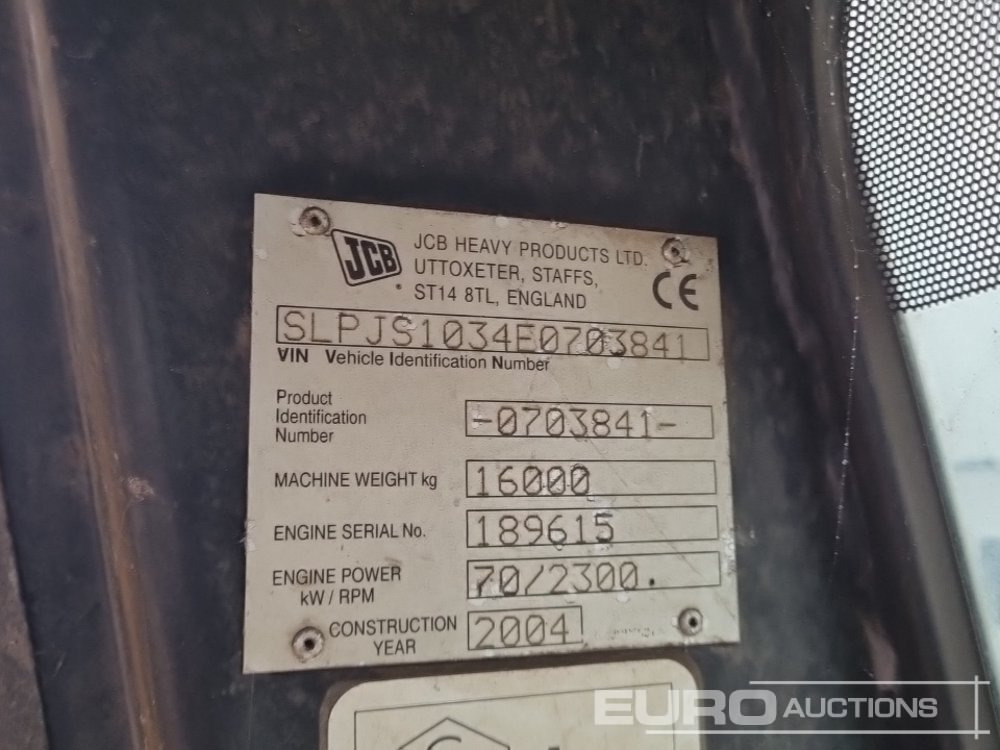 JCB
JCB HEAVY PRODUCTS LTD.
UTTOXETER, STAFFS,
ST14 8TL, ENGLAND
CE
SLPJS1034E0703841
VIN Vehicle Identification Number
Product
Identification
Number
-0703841-
MACHINE WEIGHT kg
16000
ENGINE SERIAL No.
189615
ENGINE POWER
kW / RPM
70/2300.
CONSTRUCTION
YEAR
2004
EURO AUCTIONS